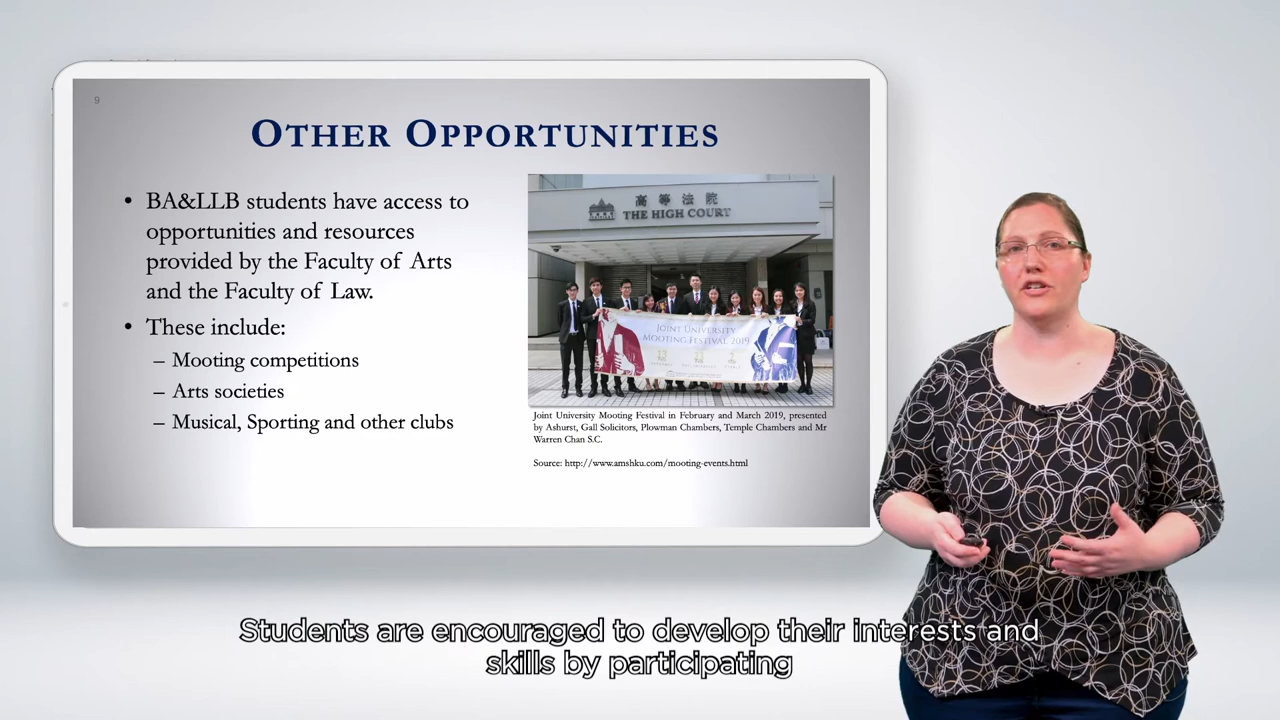 9
OTHER OPPORTUNITIES
• BA&LLB students have access to
opportunities and resources
provided by the Faculty of Arts
and the Faculty of Law.
• These include:
– Mooting competitions
– Arts societies
– Musical, Sporting and other clubs
高等法院
THE HIGH COURT
JOINT UNIVERSITY
MOOTING FESTIVAL 2019
Joint University Mooting Festival in February and March 2019, presented
by Ashurst, Gall Solicitors, Plowman Chambers, Temple Chambers and Mr
Warren Chan S.C.
Source: http://www.amshku.com/mooting-events.html
Students are encouraged to develop their interests and
skills by participating